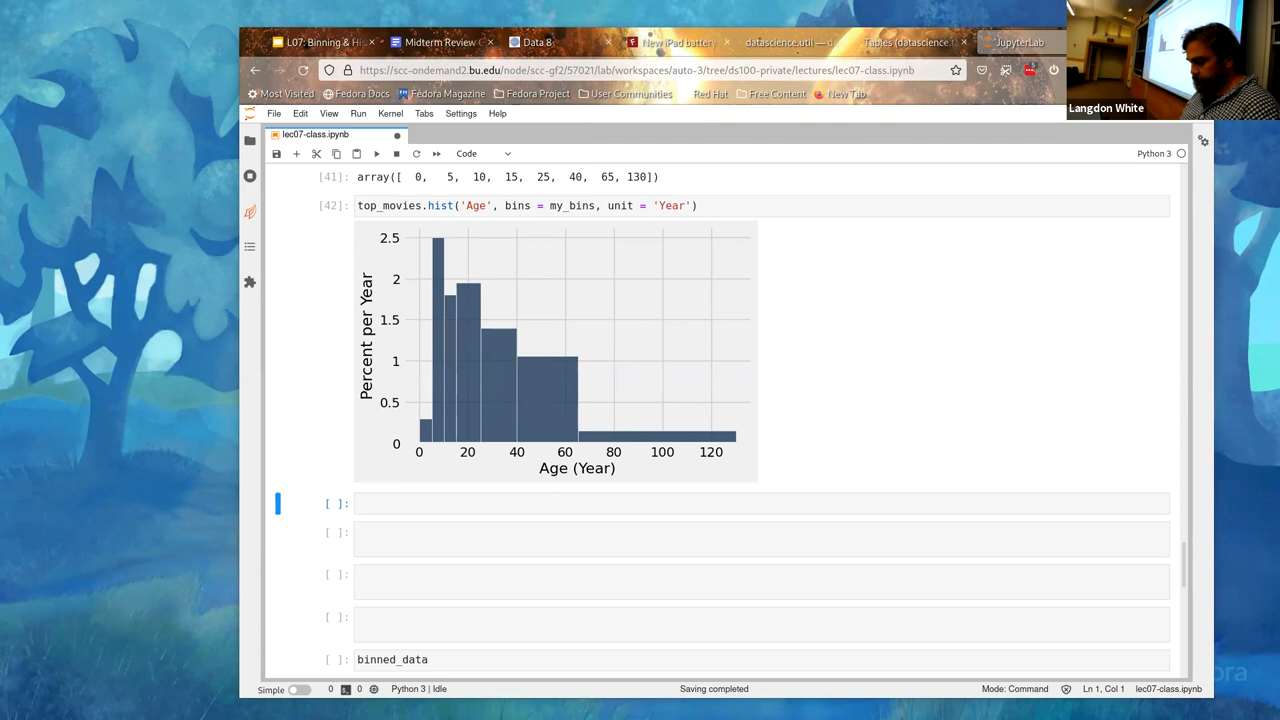 L07: Binning & Hi
Midterm Review
Data 8
New iPad battery
datascience.util — d
Tables (datascience.
JupyterLab
https://scc-ondemand2.bu.edu/node/scc-gf2/57021/lab/workspaces/auto-3/tree/ds100-private/lectures/lec07-class.ipynb
Most Visited
Fedora Docs
Fedora Magazine
Fedora Project
User Communities
Red Hat
Free Content
New Tab
Langdon White
File
Edit
View
Run
Kernel
Tabs
Settings
Help
lec07-class.ipynb
Code
Python 3
[41]: array([ 0, 5, 10, 15, 25, 40, 65, 130])
[42]: top_movies.hist('Age', bins = my_bins, unit = 'Year')
2.5
2
1.5
1
0.5
0
Percent per Year
0 20 40 60 80 100 120
Age (Year)
[ ]:
[ ]:
[ ]:
[ ]:
[ ]: binned_data
Simple
0
0
Python 3 | Idle
Saving completed
Mode: Command
Ln 1, Col 1
lec07-class.ipynb